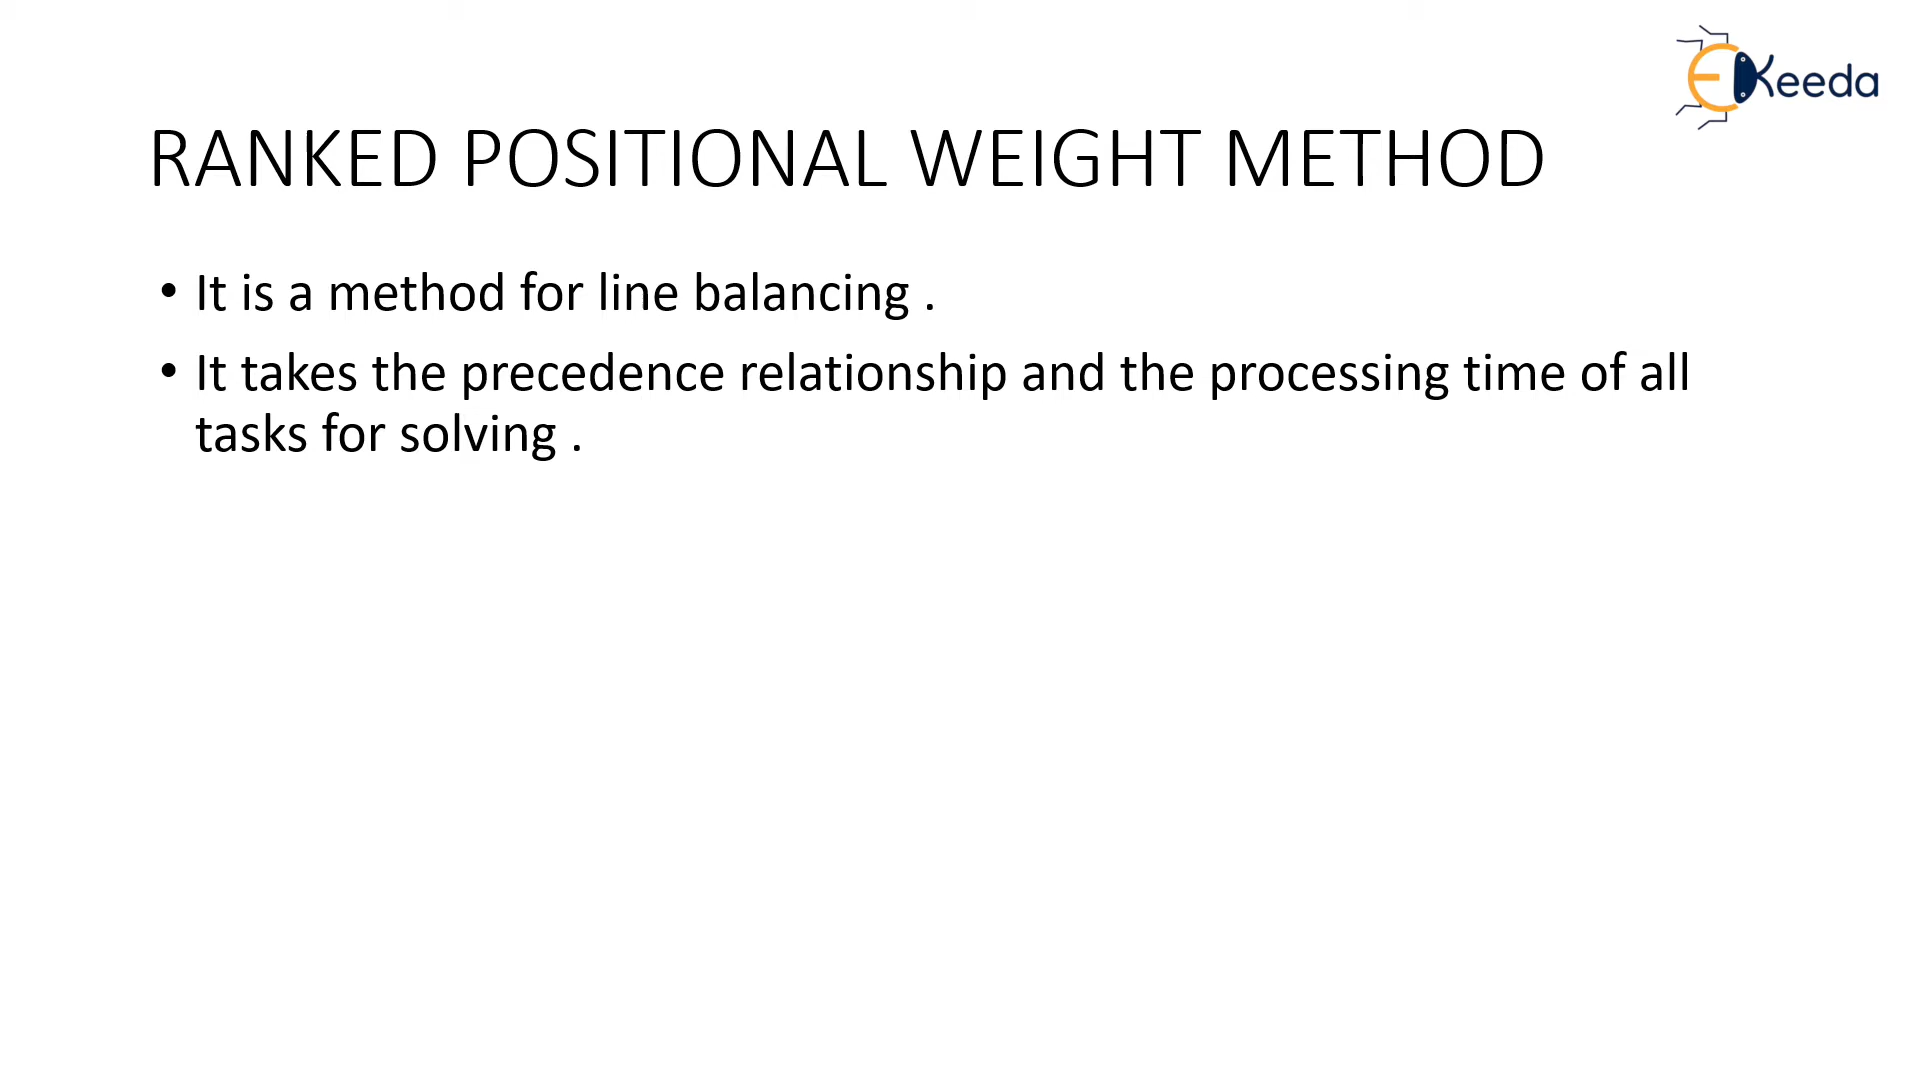 EKeeda
RANKED POSITIONAL WEIGHT METHOD
• It is a method for line balancing .
• It takes the precedence relationship and the processing time of all
tasks for solving .